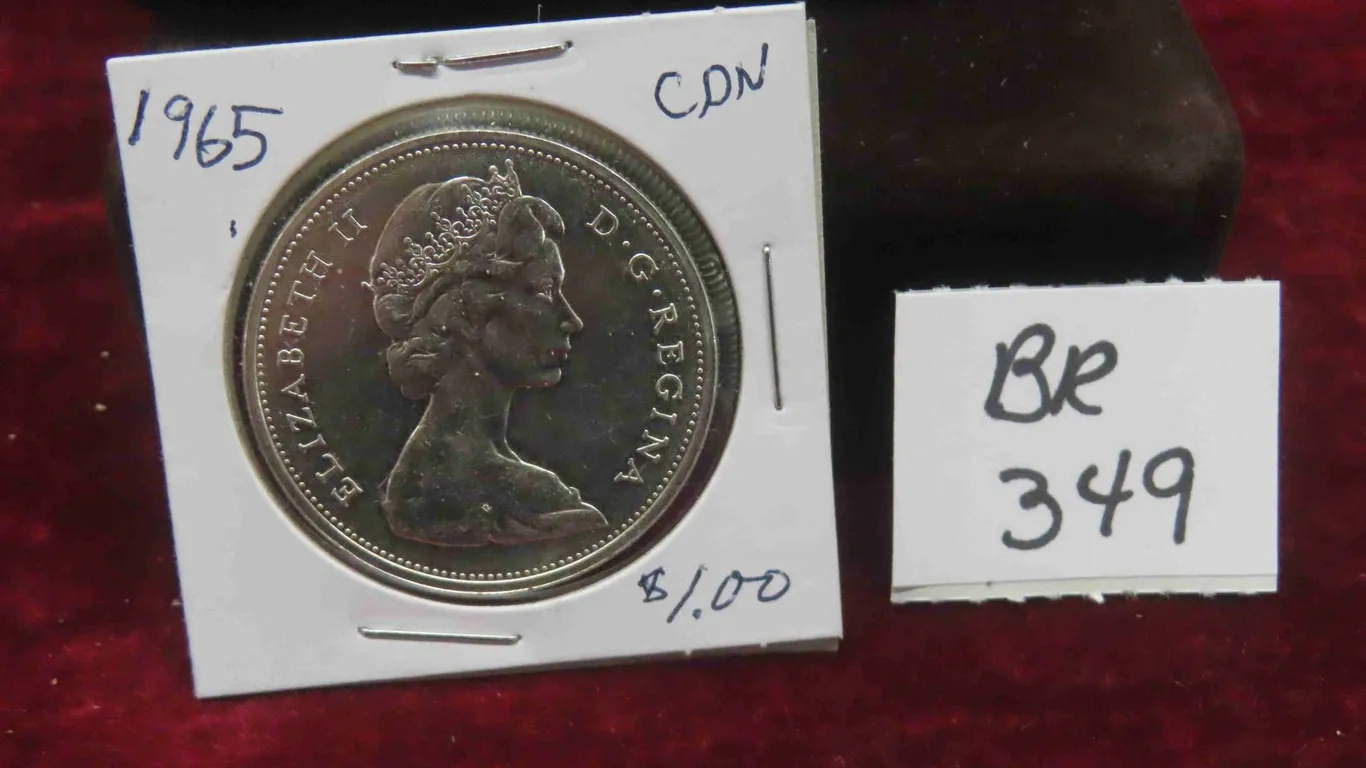 1965
CDN
ELIZABETH II
D·G·REGINA
$1.00
BR
349